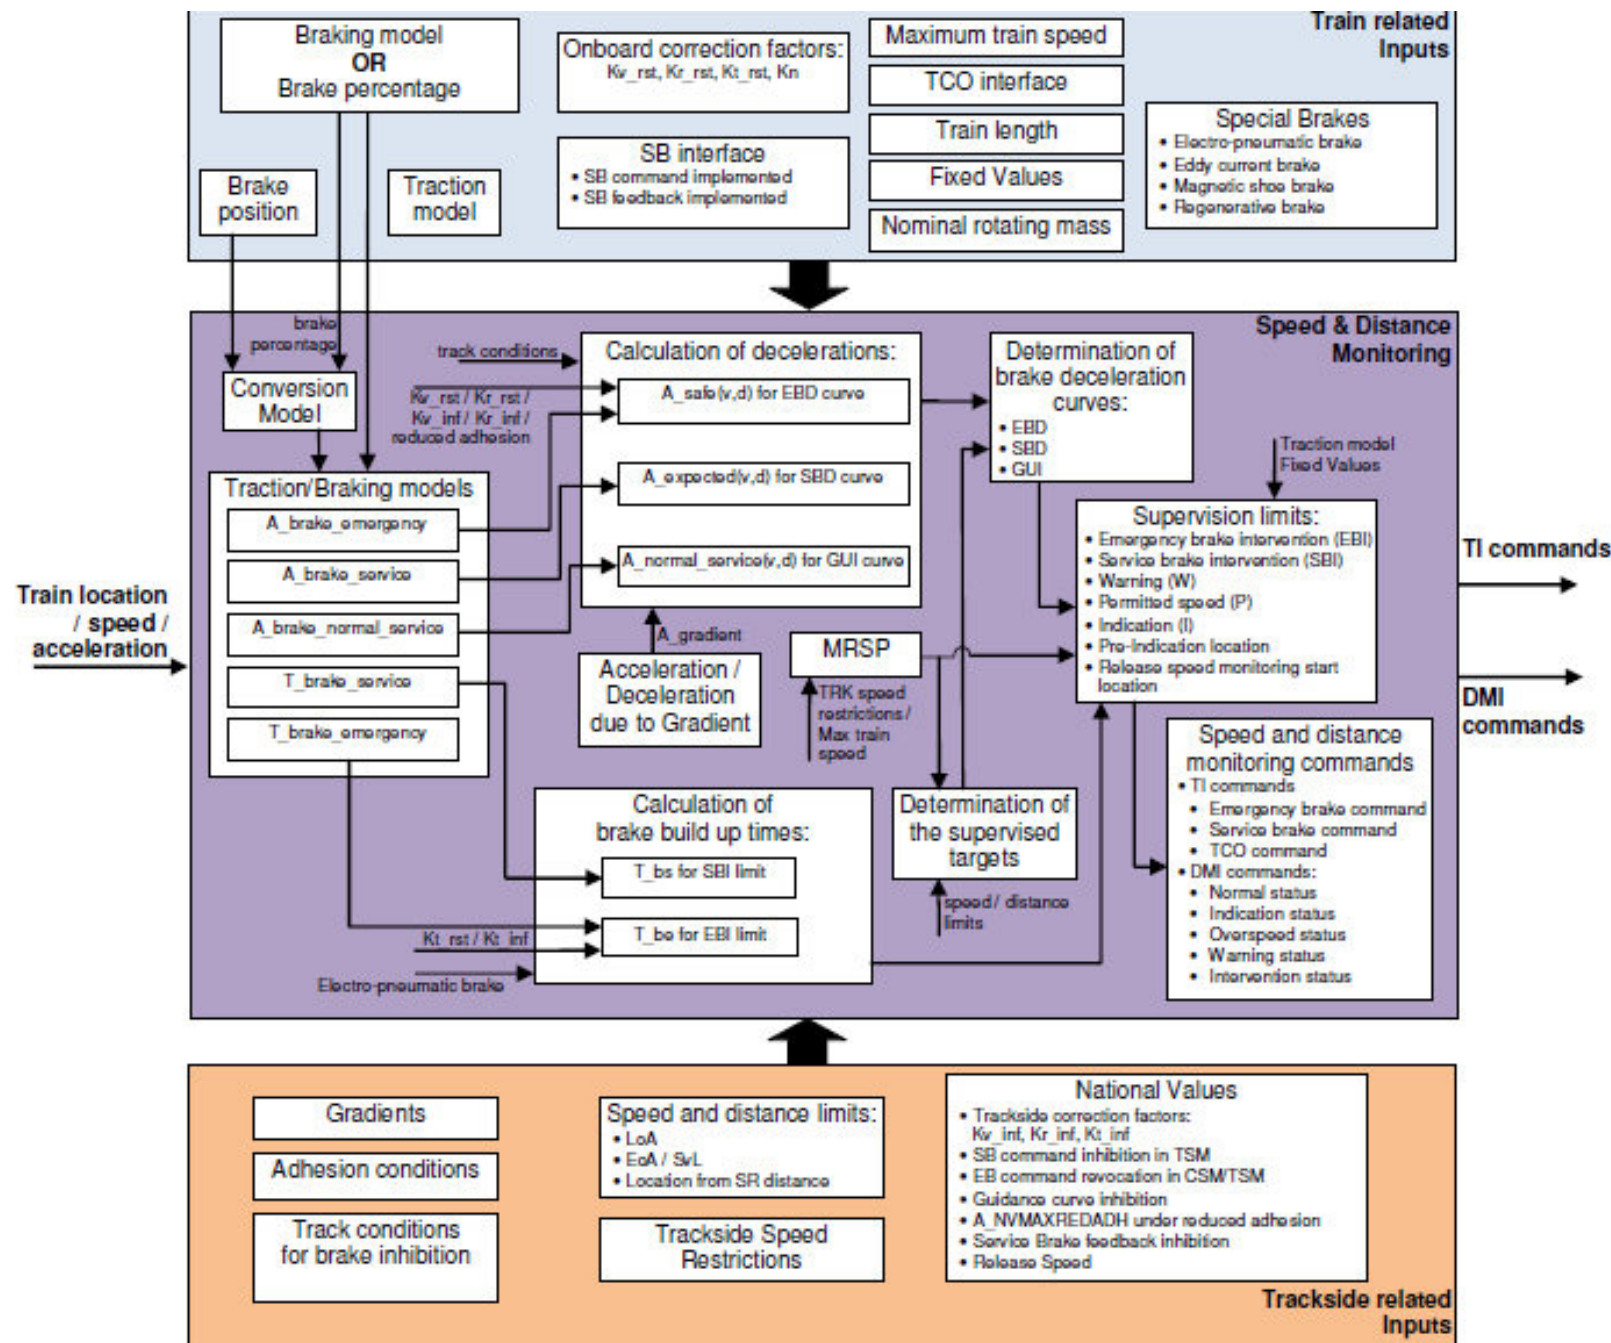 Train related
Inputs
Braking model
OR
Brake percentage
Onboard correction factors:
Kv_rst, Kr_rst, Kt_rst, Kn
Maximum train speed
TCO interface
Train length
Fixed Values
Nominal rotating mass
Special Brakes
• Electro-pneumatic brake
• Eddy current brake
• Magnetic shoe brake
• Regenerative brake
SB interface
• SB command implemented
• SB feedback implemented
Brake
position
Traction
model
Speed & Distance
Monitoring
brake
percentage
Conversion
Model
track conditions
Kv_rst / Kr_rst /
Kv_inf / Kr_inf /
reduced adhesion
Calculation of decelerations:
A_safe(v,d) for EBD curve
A_expected(v,d) for SBD curve
A_normal_service(v,d) for GUI curve
Determination of
brake deceleration
curves:
• EBD
• SBD
• GUI
Traction model
Fixed Values
Traction/Braking models
A_brake_emergency
A_brake_service
A_brake_normal_service
T_brake_service
T_brake_emergency
Train location
/ speed /
acceleration
A_gradient
Acceleration /
Deceleration
due to Gradient
MRSP
TRK speed
restrictions /
Max train
speed
Supervision limits:
• Emergency brake intervention (EBI)
• Service brake intervention (SBI)
• Warning (W)
• Permitted speed (P)
• Indication (I)
• Pre-Indication location
• Release speed monitoring start
location
TI commands
DMI
commands
Calculation of
brake build up times:
T_bs for SBI limit
T_be for EBI limit
Kt_rst / Kt_inf
Electro-pneumatic brake
Determination of
the supervised
targets
speed / distance
limits
Speed and distance
monitoring commands
• TI commands
• Emergency brake command
• Service brake command
• TCO command
• DMI commands:
• Normal status
• Indication status
• Overspeed status
• Warning status
• Intervention status
Gradients
Adhesion conditions
Track conditions
for brake inhibition
Speed and distance limits:
• LoA
• EoA / SvL
• Location from SR distance
Trackside Speed
Restrictions
National Values
• Trackside correction factors:
Kv_inf, Kr_inf, Kt_inf
• SB command inhibition in TSM
• EB command revocation in CSM/TSM
• Guidance curve inhibition
• A_NVMAXREDADH under reduced adhesion
• Service Brake feedback inhibition
• Release Speed
Trackside related
Inputs